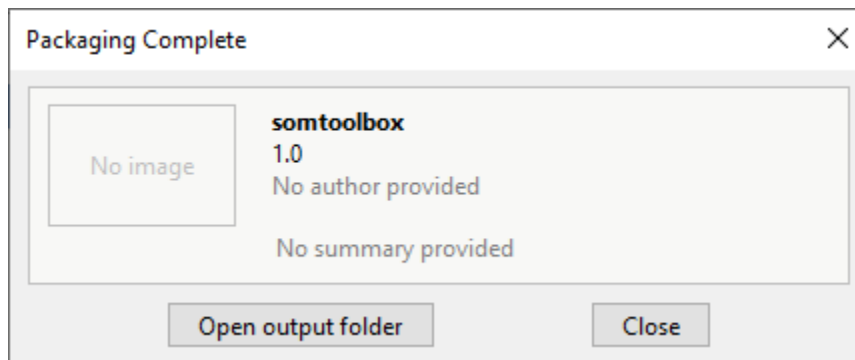 Packaging Complete
No image
somtoolbox
1.0
No author provided
No summary provided
Open output folder
Close